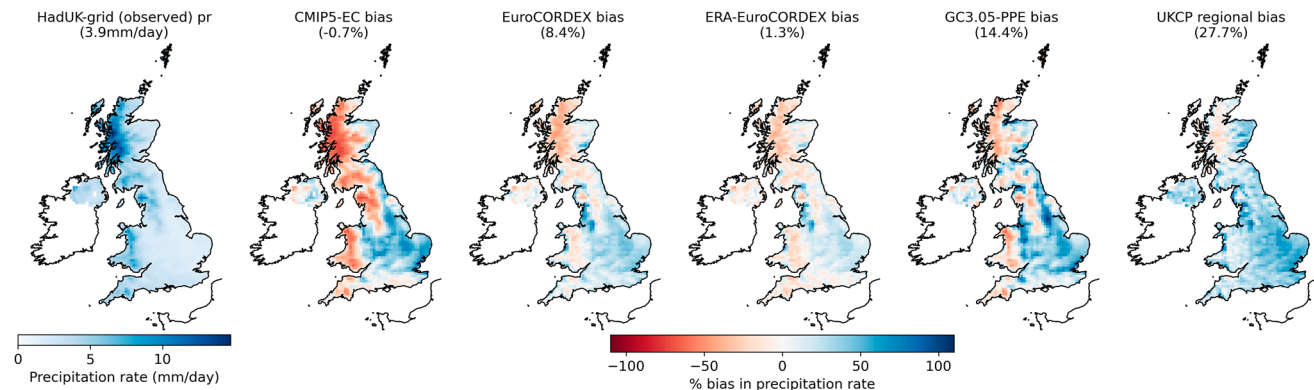 HadUK-grid (observed) pr
(3.9mm/day)
CMIP5-EC bias
(-0.7%)
EuroCORDEX bias
(8.4%)
ERA-EuroCORDEX bias
(1.3%)
GC3.05-PPE bias
(14.4%)
UKCP regional bias
(27.7%)
0 5 10
Precipitation rate (mm/day)
−100 −50 0 50 100
% bias in precipitation rate